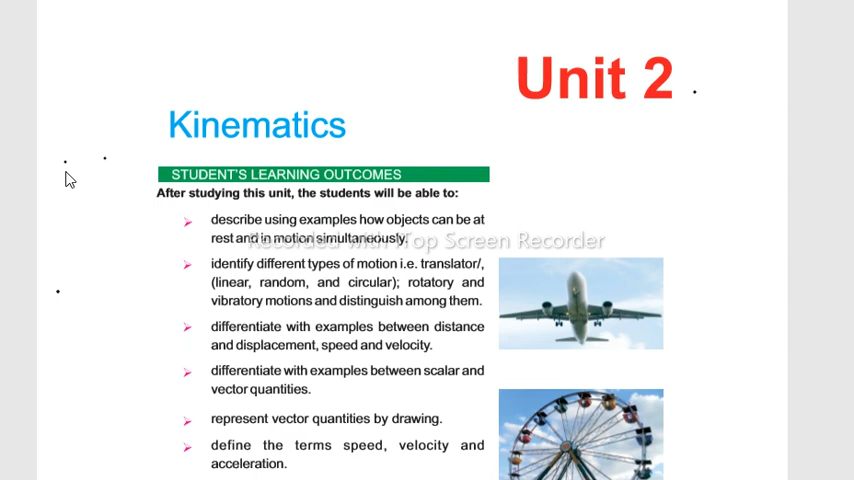 Unit 2
Kinematics
STUDENT'S LEARNING OUTCOMES
After studying this unit, the students will be able to:
describe using examples how objects can be at
rest and in motion simultaneously.
Recorded with iTop Screen Recorder
identify different types of motion i.e. translator/,
(linear, random, and circular); rotatory and
vibratory motions and distinguish among them.
differentiate with examples between distance
and displacement, speed and velocity.
differentiate with examples between scalar and
vector quantities.
represent vector quantities by drawing.
define the terms speed, velocity and
acceleration.